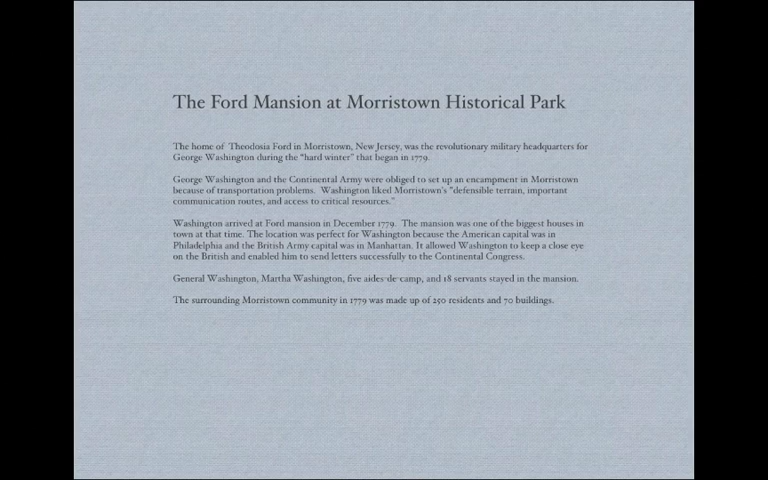 The Ford Mansion at Morristown Historical Park
The home of Theodosia Ford in Morristown, New Jersey, was the revolutionary military headquarters for
George Washington during the "hard winter" that began in 1779.
George Washington and the Continental Army were obliged to set up an encampment in Morristown
because of transportation problems. Washington liked Morristown's "defensible terrain, important
communication routes, and access to critical resources."
Washington arrived at Ford mansion in December 1779. The mansion was one of the biggest houses in
town at that time. The location was perfect for Washington because the American capital was in
Philadelphia and the British Army capital was in Manhattan. It allowed Washington to keep a close eye
on the British and enabled him to send letters successfully to the Continental Congress.
General Washington, Martha Washington, five aides-de-camp, and 18 servants stayed in the mansion.
The surrounding Morristown community in 1779 was made up of 250 residents and 70 buildings.